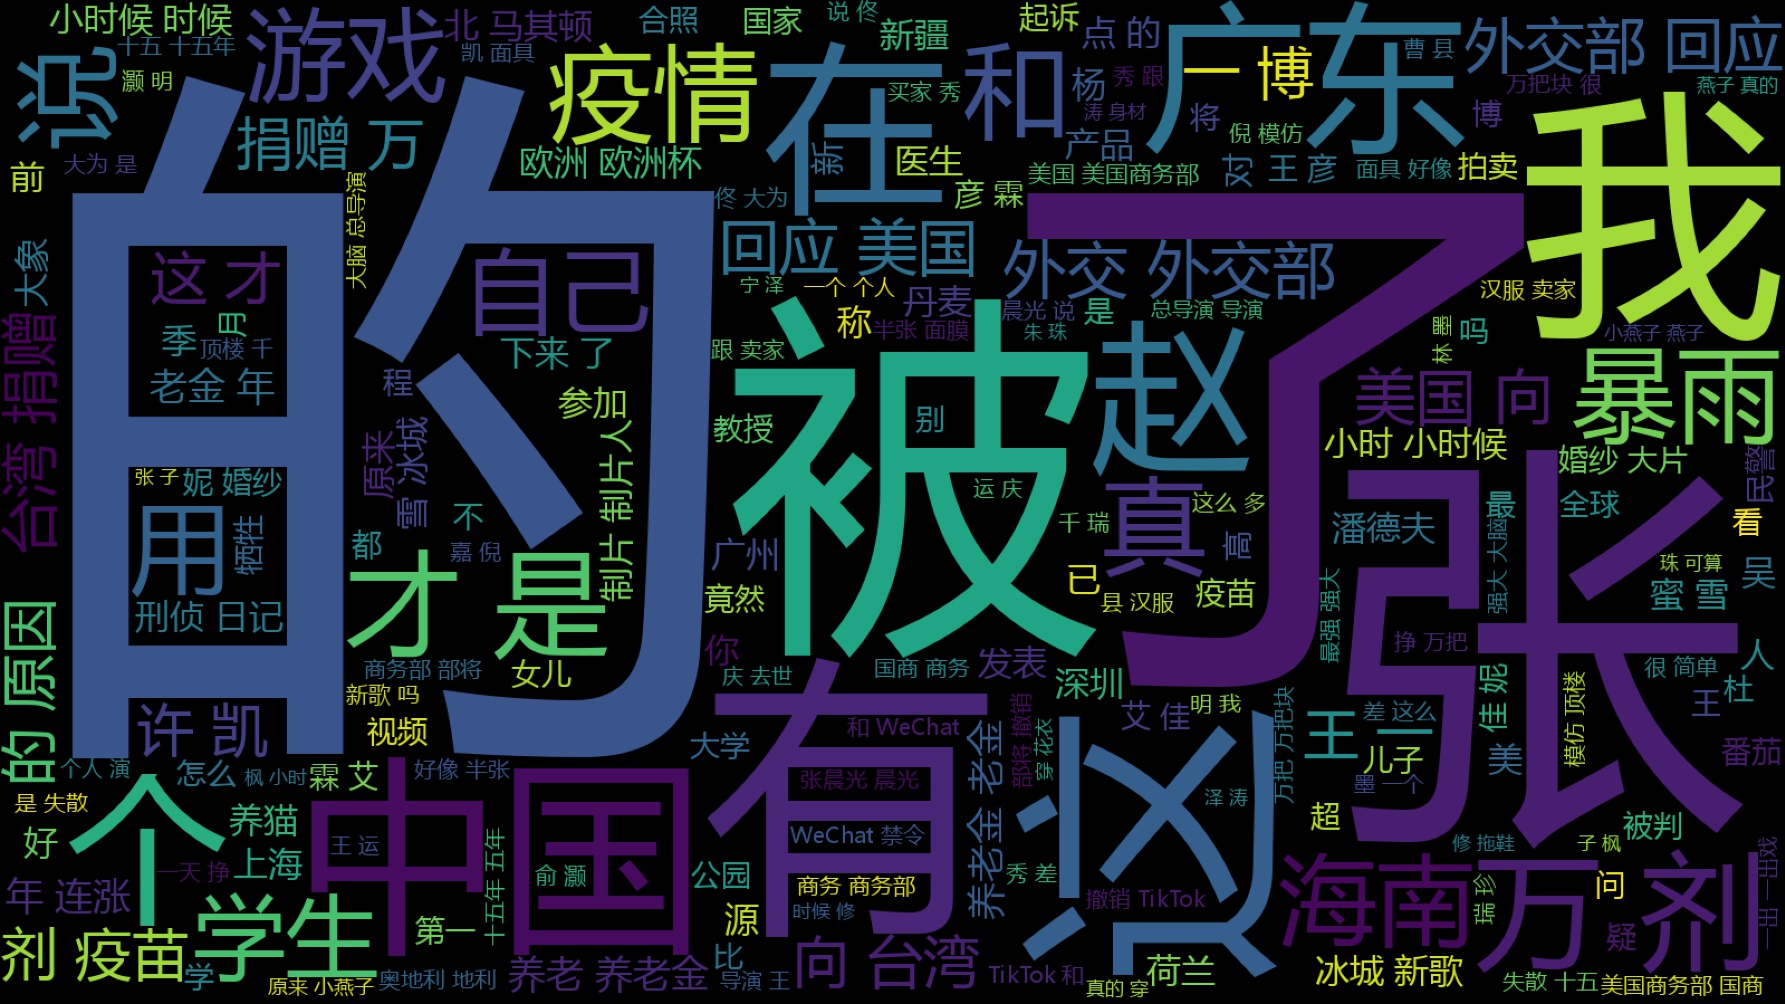 小时候 时候
十五 十五年
说
灏 明
游戏
北 马其顿
凯 面具
捐赠 万
疫情
欧洲 欧洲杯
合照
国家
说 佟
新疆
买家 秀
在
和
新
医生
彦 霖
佟 大为
起诉
点 的
杨
秀 跟
涛 身材
产品
将
倪 模仿
一 博
广东
对
王 彦
美国 美国商务部
面具 好像
拍卖
曹 县
外交部 回应
万把块 很
博
燕子 真的
我
前
大为 是
大脑 总导演
大象
的
这 才
季
月
顶楼 千
老金 年
自己
下来 了
程
参加
回应 美国
宁 泽
一个 个人
丹麦
称
半张 面膜
晨光 说
是
朱 珠
总导演 导演
外交 外交部
了
汉服 卖家
林 墨
吗
小燕子 燕子
暴雨
美国 向
小时 小时候
婚纱 大片
跟 卖家
被
赵
教授
别
台湾 捐赠
张 子
妮 婚纱
用
牺牲
刑侦 日记
原来
雪 冰城
制片 制片人
不
都
嘉 倪
才 是
广州
竟然
你
运 庆
千 瑞
这么 多
真
高
已
县 汉服
疫苗
潘德夫
最
全球
民警
看
珠 可算
吴
蜜 雪
强大 大脑
最强 强大
挣 万把
张
的 原因
许 凯
商务部 部将
新歌 吗
视频
女儿
庆 去世
国商 商务
发表
深圳
艾 佳
明 我
万把 万把块
佳 妮
模仿 顶楼
很 简单
人
杜
王
番茄
差 这么
王 一
儿子
墨 一个
美
个人 演
怎么
枫 小时
霖 艾
好像 半张
是 失散
好
个
养猫
上海
一天 挣
中国
王 运
十五年 五年
俞 灏
有
大学
和 WeChat
张晨光 晨光
WeChat 禁令
商务 商务部
时候 修
公园
源
养老金 老金
部将 撤销
穿 花衣
秀 差
这
泽 涛
撤销 TikTok
超
修 拖鞋
子 枫
被判
一出 一出戏
年 连涨
学生
第一
剂 疫苗
学
原来 小燕子
奥地利 地利
养老 养老金
比
导演 王
向 台湾
TikTok 和
真的 穿
荷兰
海南
瑞 珍
万
问
疑
剂
冰城 新歌
失散 十五
美国商务部 国商